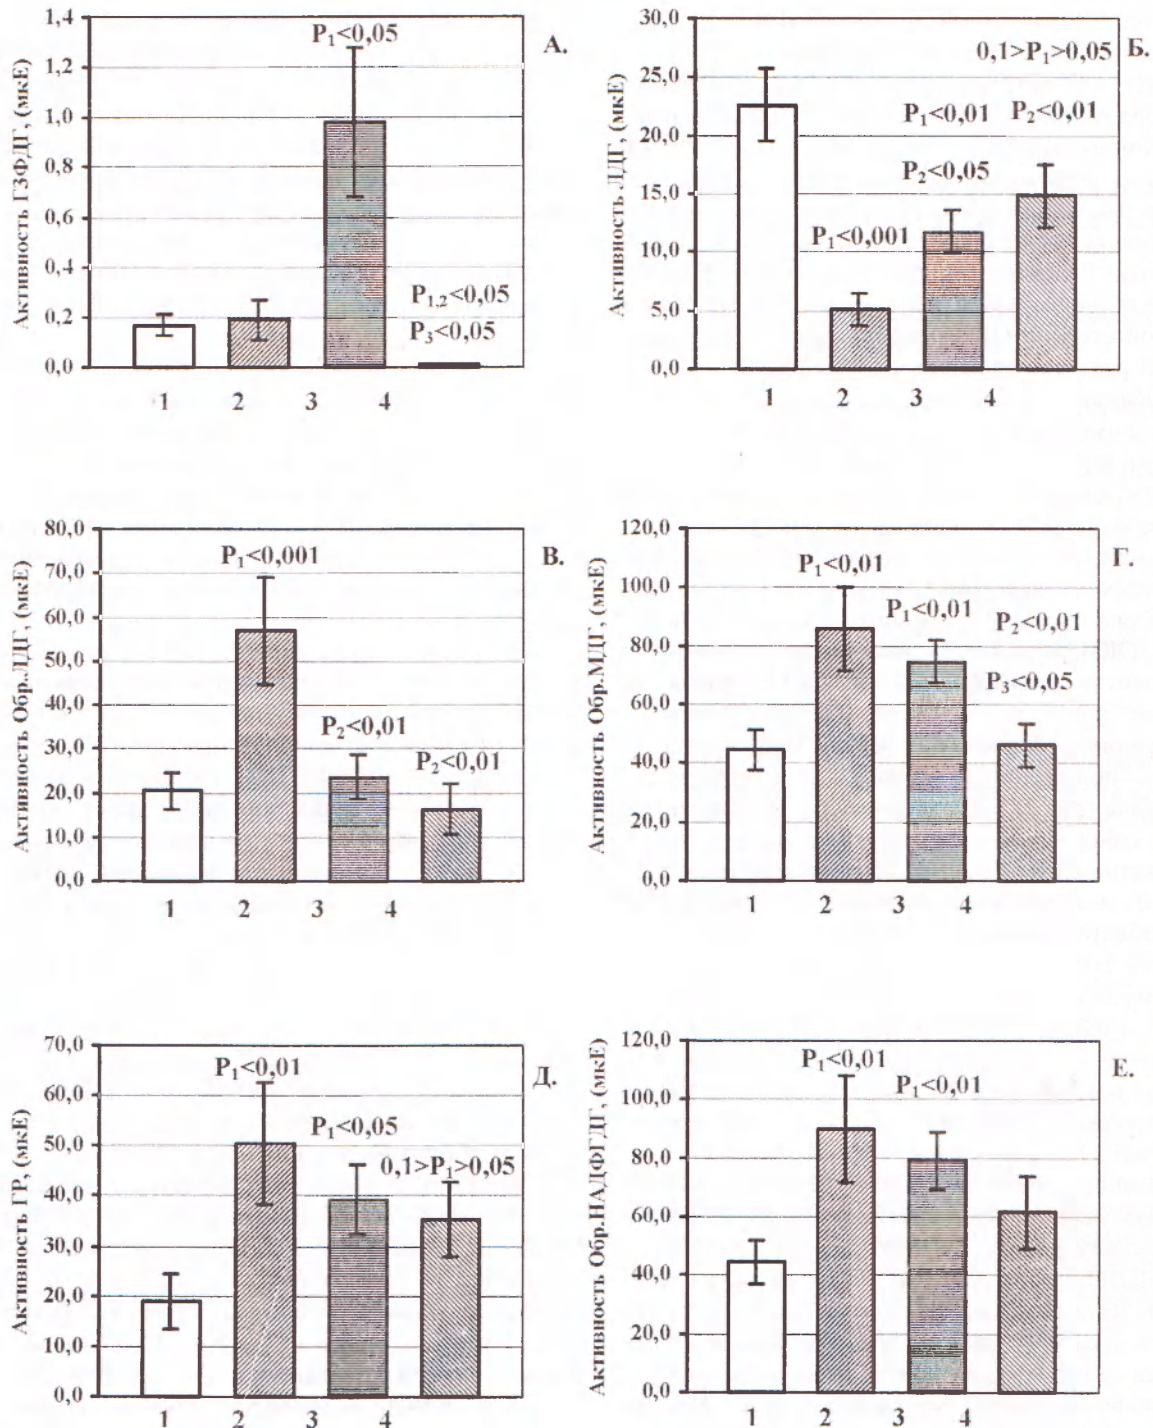 А.
Активность ГЗФДГ, (мкЕ)
1,4
1,2
1,0
0,8
0,6
0,4
0,2
0,0
P1<0,05
P1,2<0,05
P3<0,05
1 2 3 4
Б.
Активность ЛДГ, (мкЕ)
30,0
25,0
20,0
15,0
10,0
5,0
0,0
0,1>P1>0,05
P1<0,01
P2<0,01
P2<0,05
P1<0,001
1 2 3 4
В.
Активность Обр.ЛДГ, (мкЕ)
80,0
70,0
60,0
50,0
40,0
30,0
20,0
10,0
0,0
P1<0,001
P2<0,01
P2<0,01
1 2 3 4
Г.
Активность Обр.МДГ, (мкЕ)
120,0
100,0
80,0
60,0
40,0
20,0
0,0
P1<0,01
P1<0,01
P2<0,01
P3<0,05
1 2 3 4
Д.
Активность ГР, (мкЕ)
70,0
60,0
50,0
40,0
30,0
20,0
10,0
0,0
P1<0,01
P1<0,05
0,1>P1>0,05
1 2 3 4
Е.
Активность Обр.НАДФГДГ, (мкЕ)
120,0
100,0
80,0
60,0
40,0
20,0
0,0
P1<0,01
P1<0,01
1 2 3 4